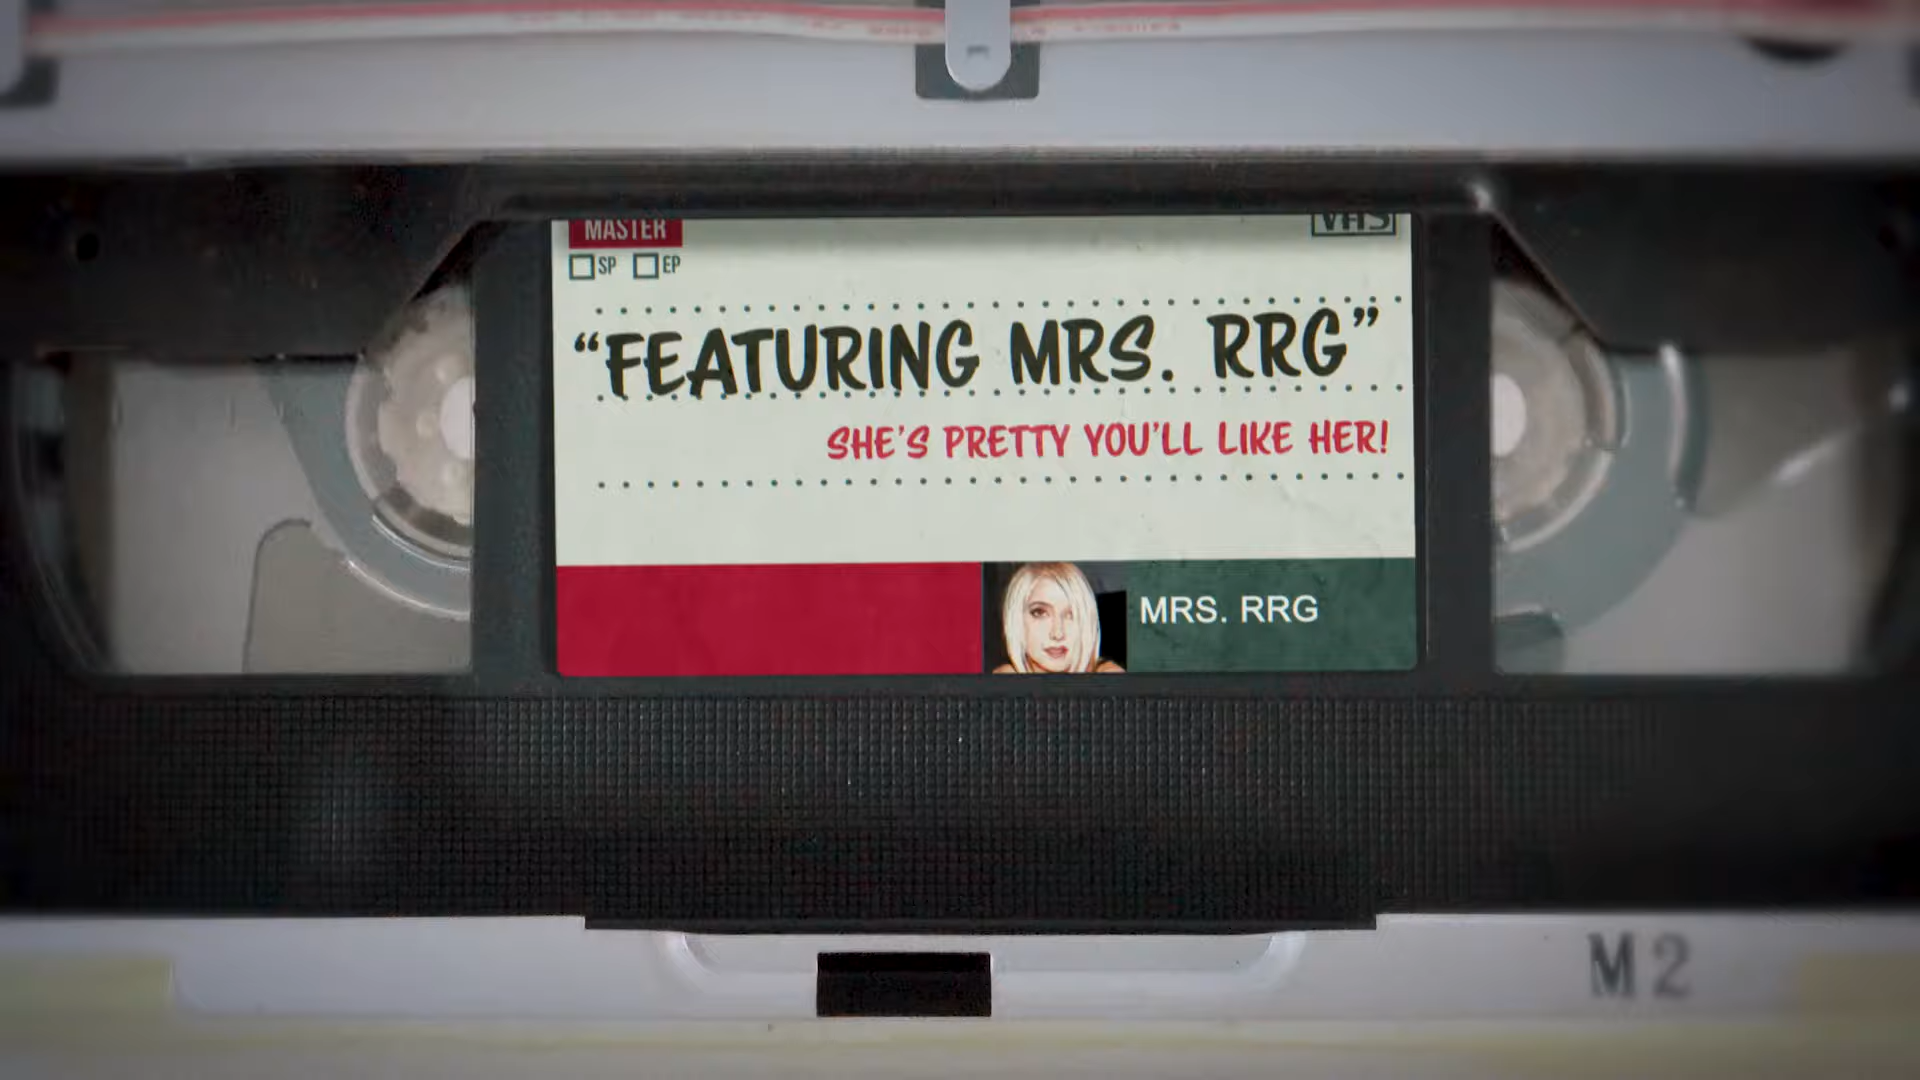 MASTER
VHS
SP EP
“FEATURING MRS. RRG”
SHE’S PRETTY YOU’LL LIKE HER!
MRS. RRG
M2